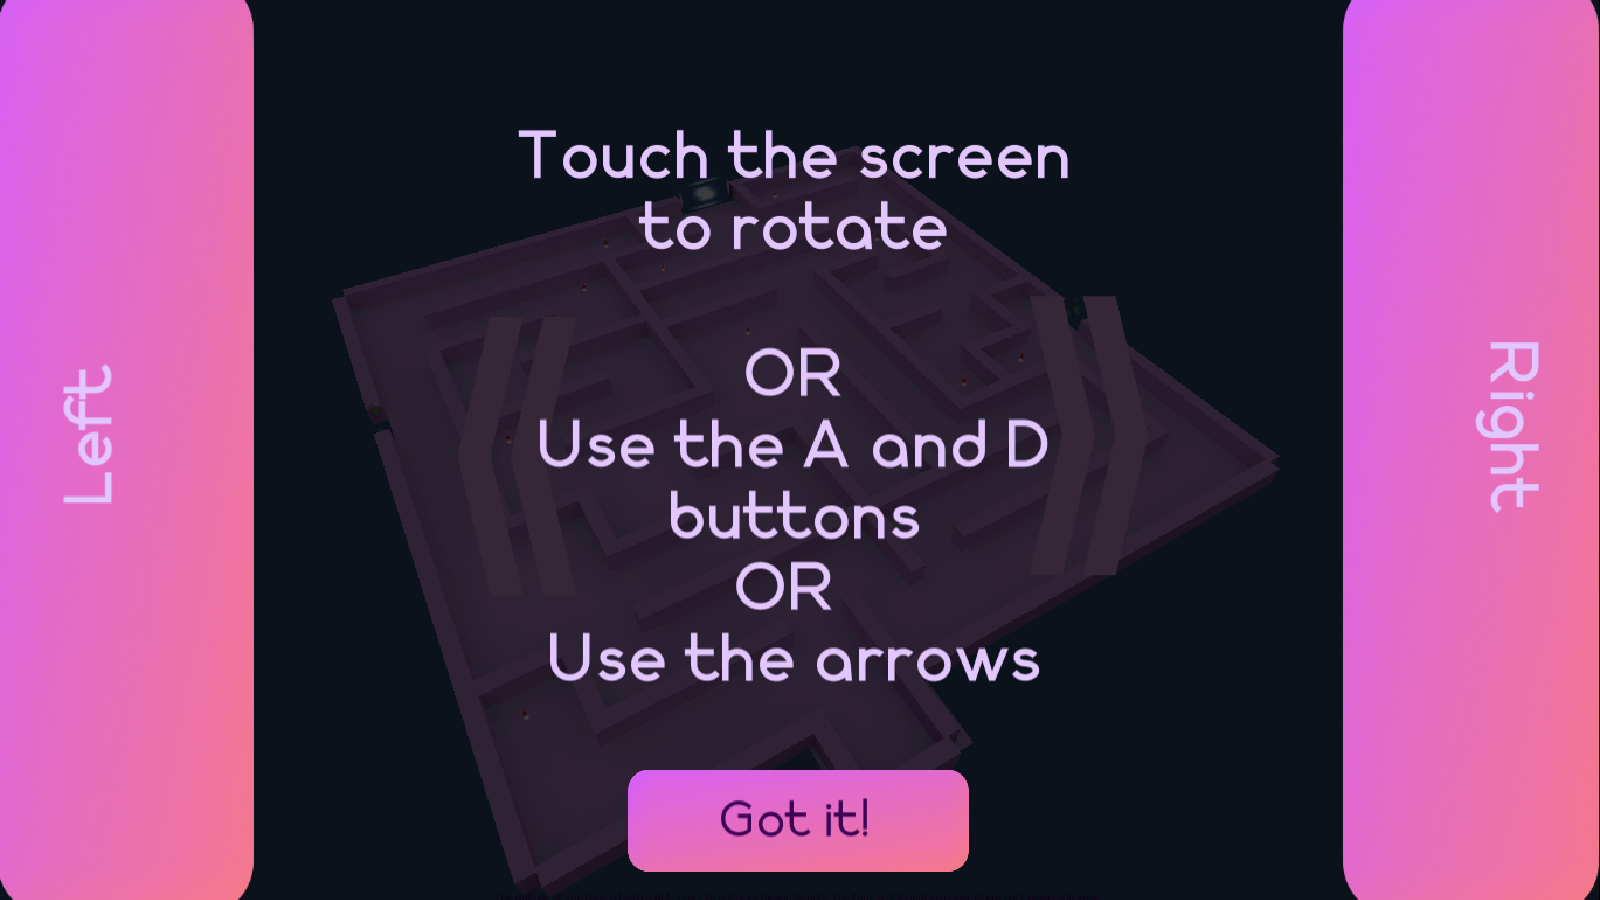 Touch the screen
to rotate
OR
Use the A and D
buttons
OR
Use the arrows
Left
Right
Got it!